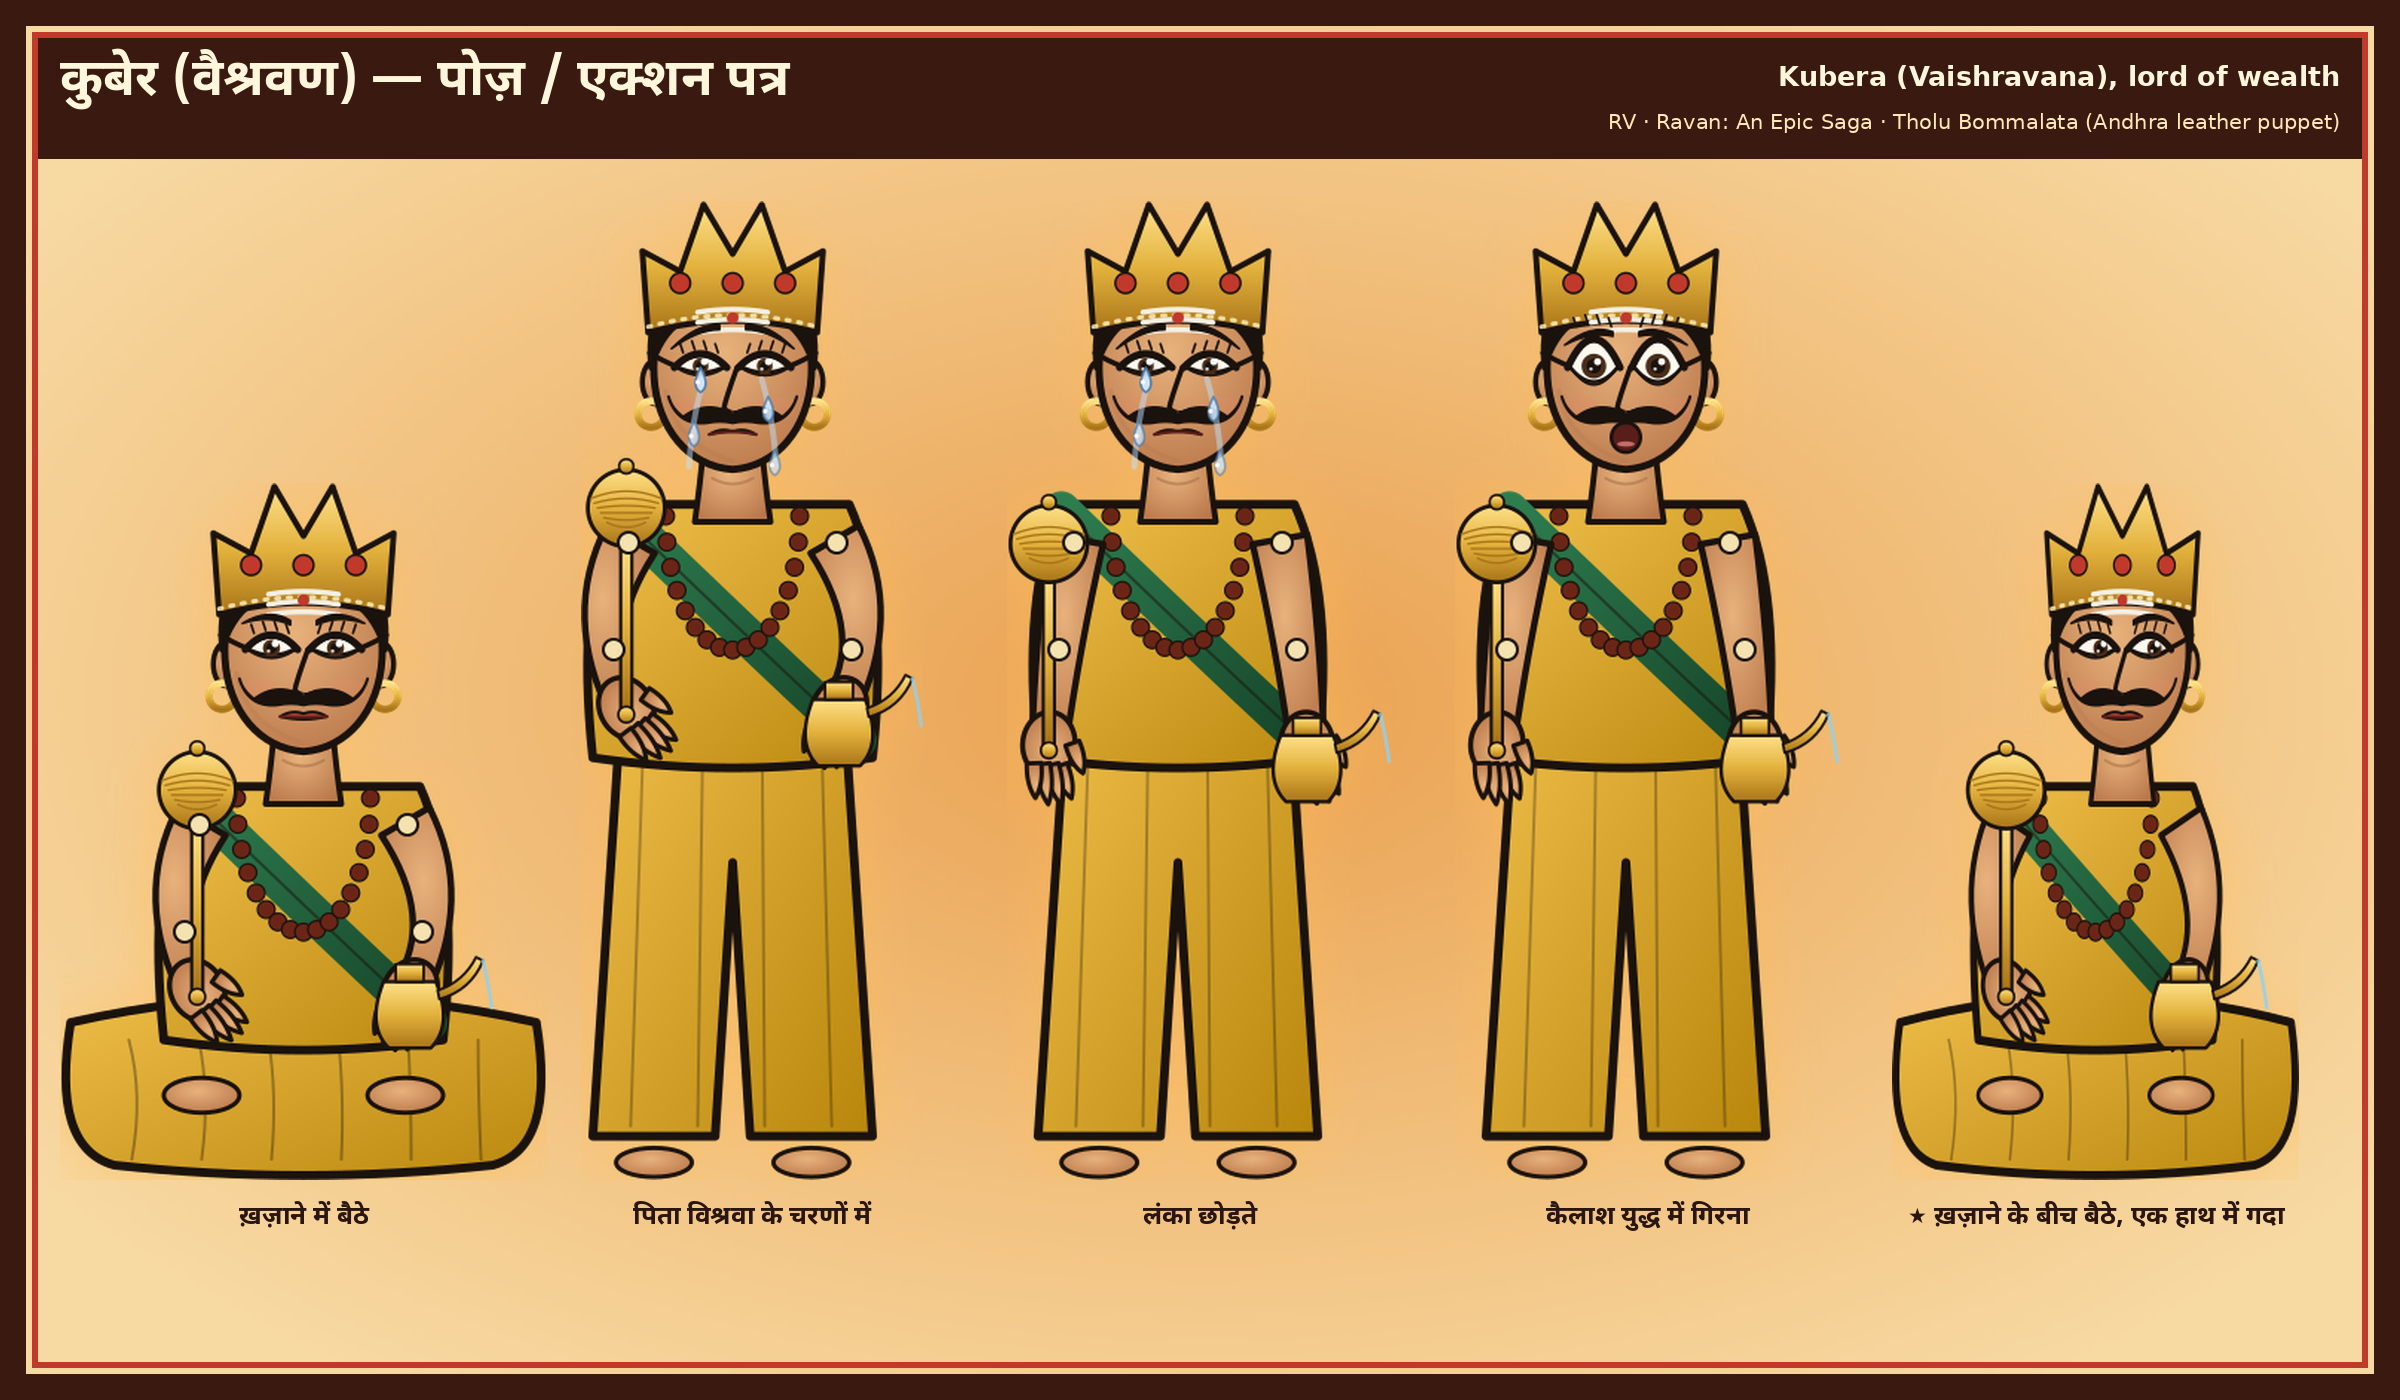 कुबेर (वैश्रवण) — पोज़ / एक्शन पत्र
Kubera (Vaishravana), lord of wealth
RV · Ravan: An Epic Saga · Tholu Bommalata (Andhra leather puppet)
ख़ज़ाने में बैठे
पिता विश्रवा के चरणों में
लंका छोड़ते
कैलाश युद्ध में गिरना
★ ख़ज़ाने के बीच बैठे, एक हाथ में गदा